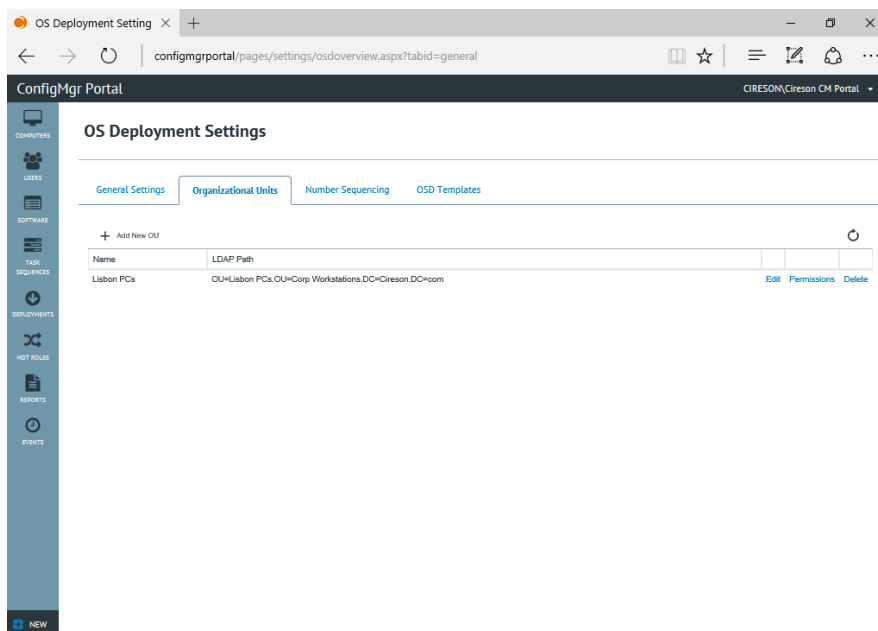 OS Deployment Setting
configmgrportal/pages/settings/osdoverview.aspx?tabid=general
ConfigMgr Portal
CIRESON\Cireson CM Portal
COMPUTERS
USERS
SOFTWARE
TASK
SEQUENCES
DEPLOYMENTS
MDT ROLES
REPORTS
EVENTS
NEW
OS Deployment Settings
General Settings
Organizational Units
Number Sequencing
OSD Templates
Add New OU
Name LDAP Path
Lisbon PCs OU=Lisbon PCs,OU=Corp Workstations,DC=Cireson,DC=com Edit Permissions Delete